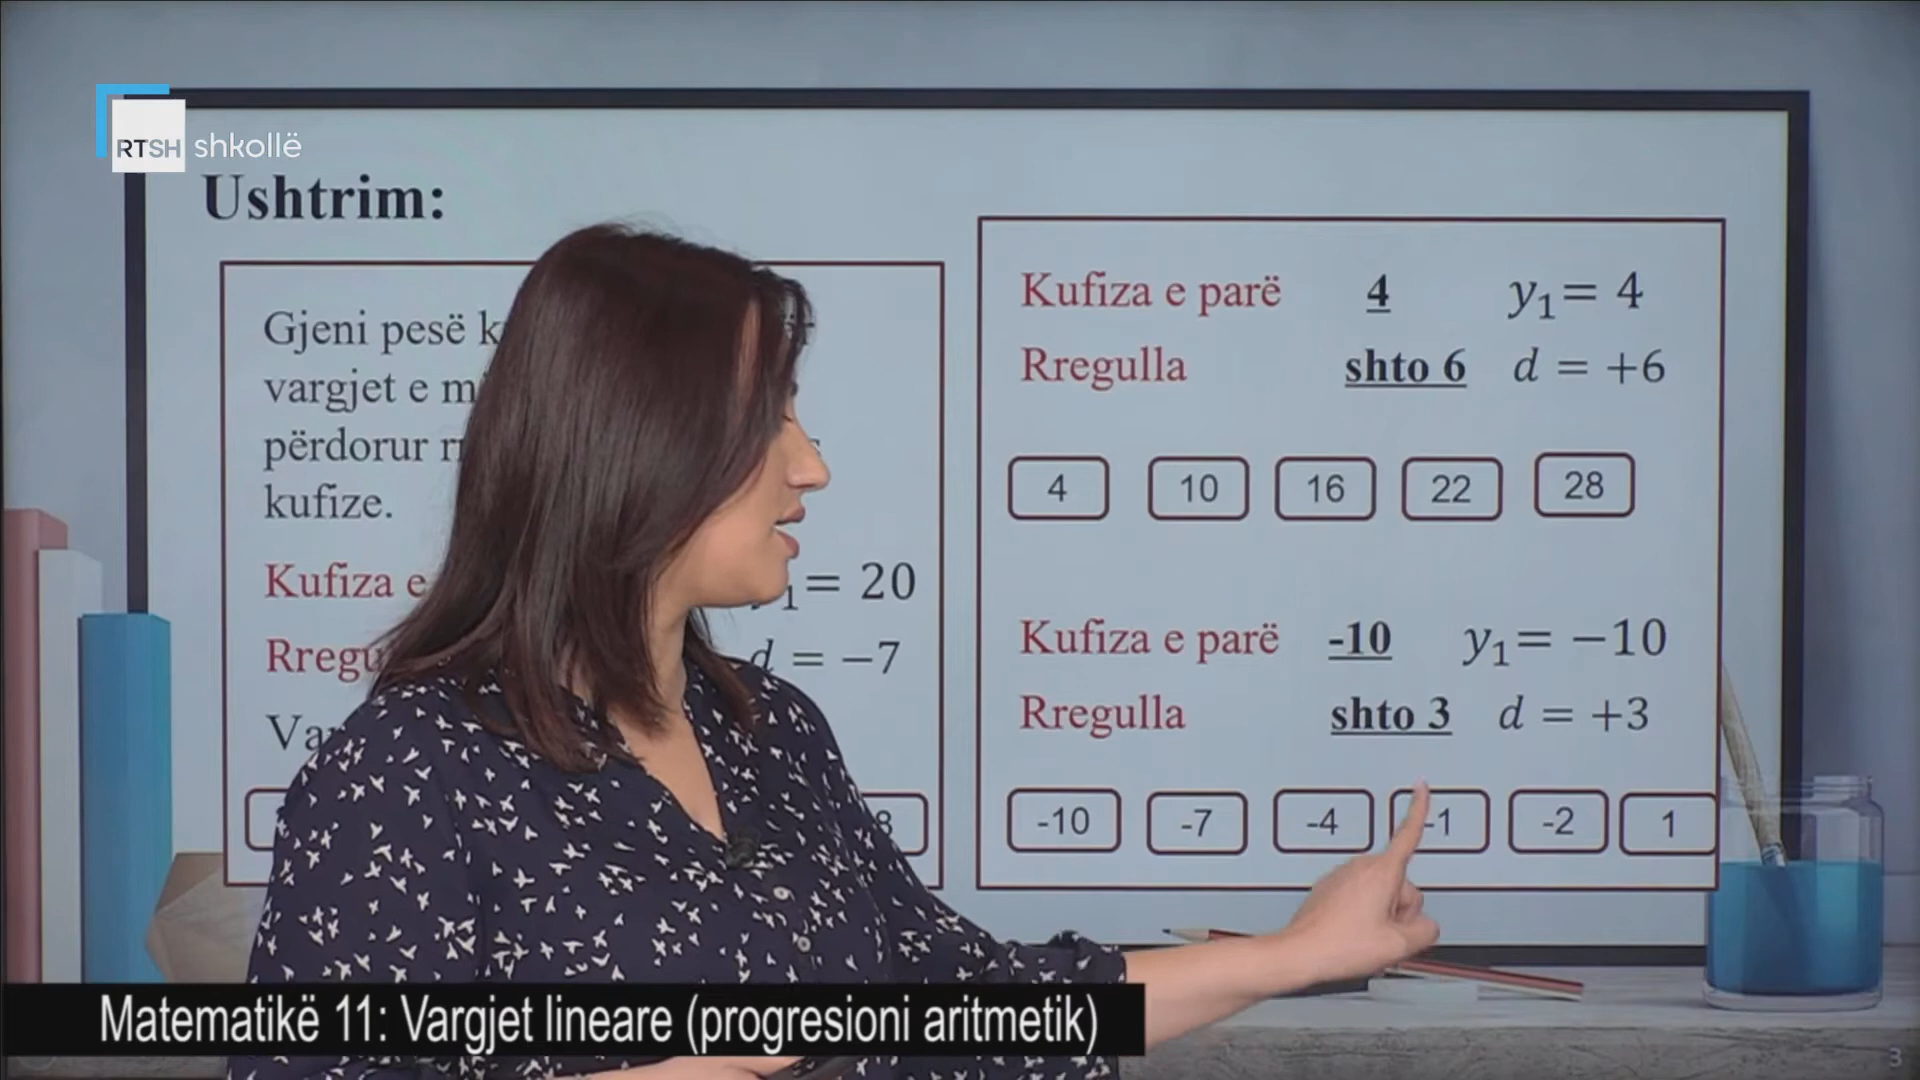 RTSH shkollë
Ushtrim:
Gjeni pesë
vargjet e
përdorur
kufize.
Kufiza e
= 20
d = −7
Kufiza e parë 4 y₁= 4
Rregulla shto 6 d = +6
4 10 16 22 28
Kufiza e parë -10 y₁= −10
Rregulla shto 3 d = +3
-10 -7 -4 -1 -2 1
Matematikë 11: Vargjet lineare (progresioni aritmetik)
3